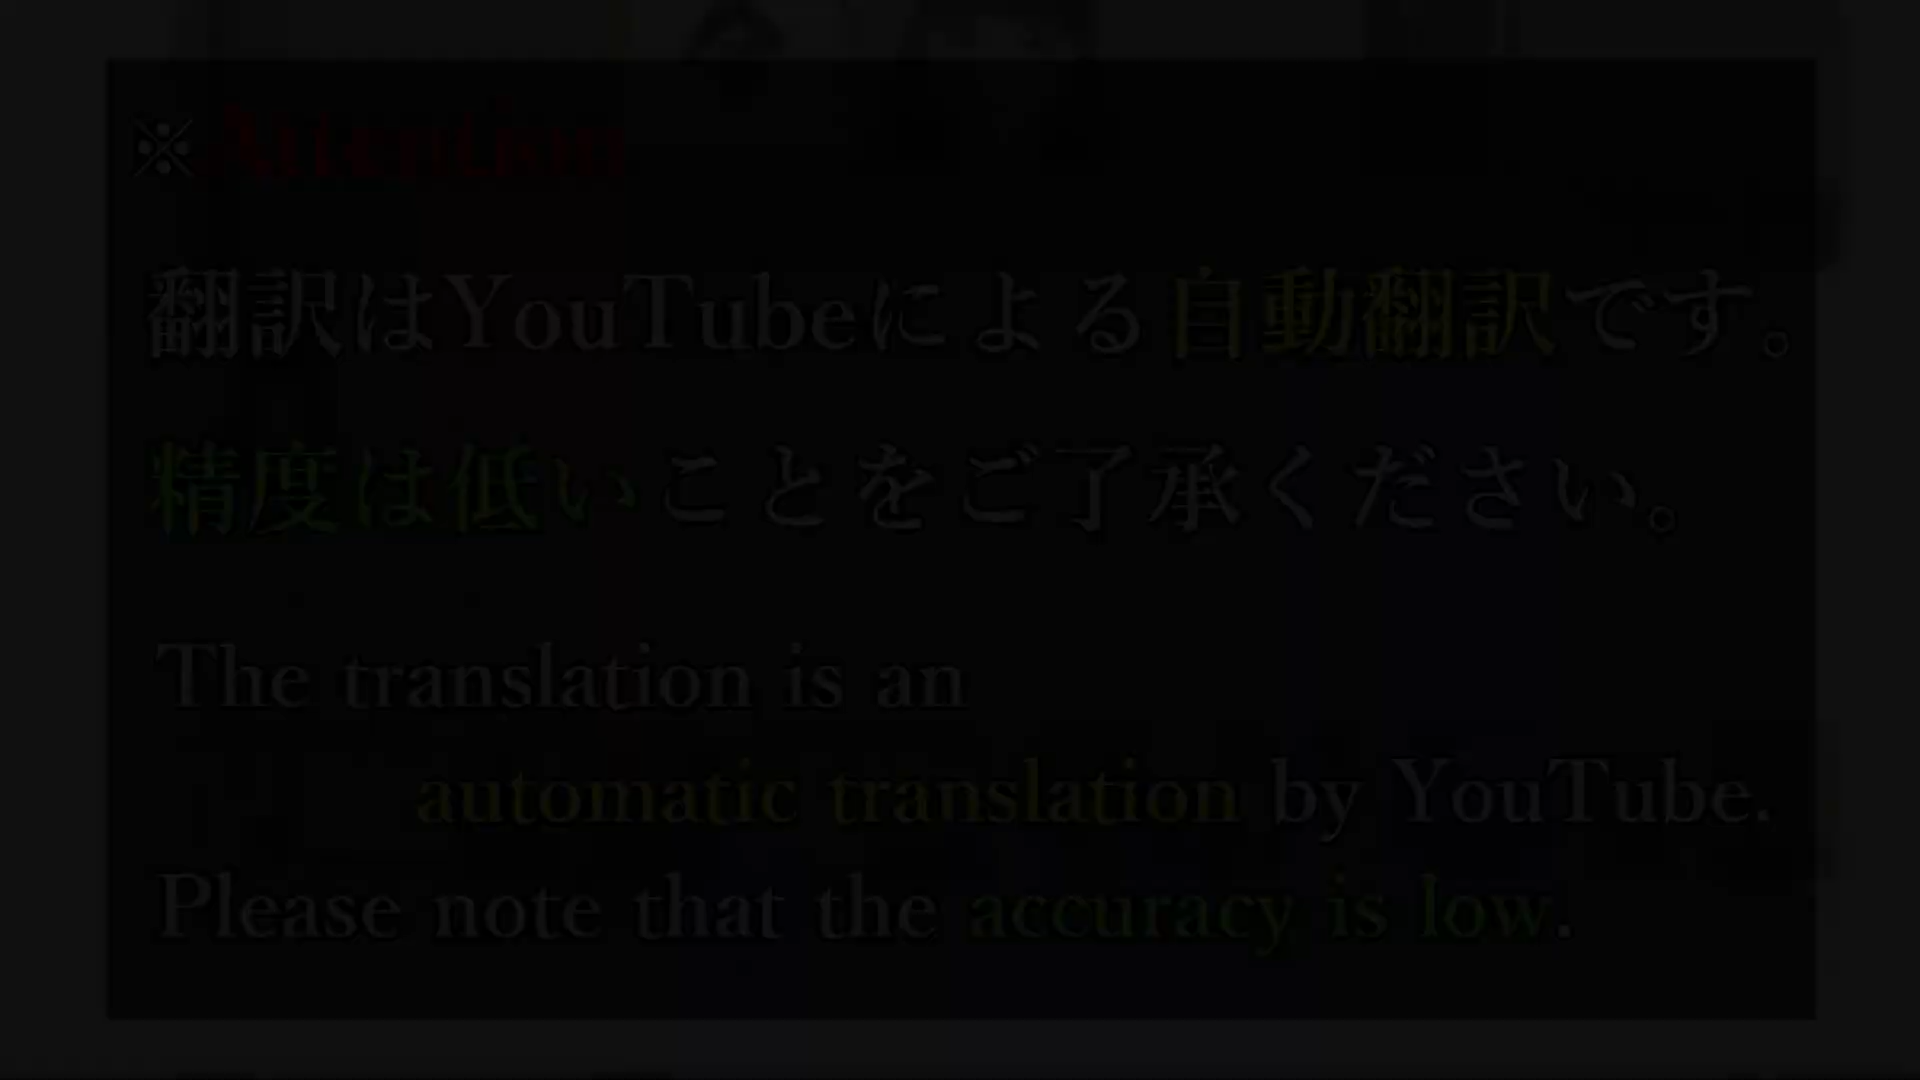 ※Attention
翻訳はYouTubeによる自動翻訳です。
精度は低いことをご了承ください。
The translation is an
automatic translation by YouTube.
Please note that the accuracy is low.